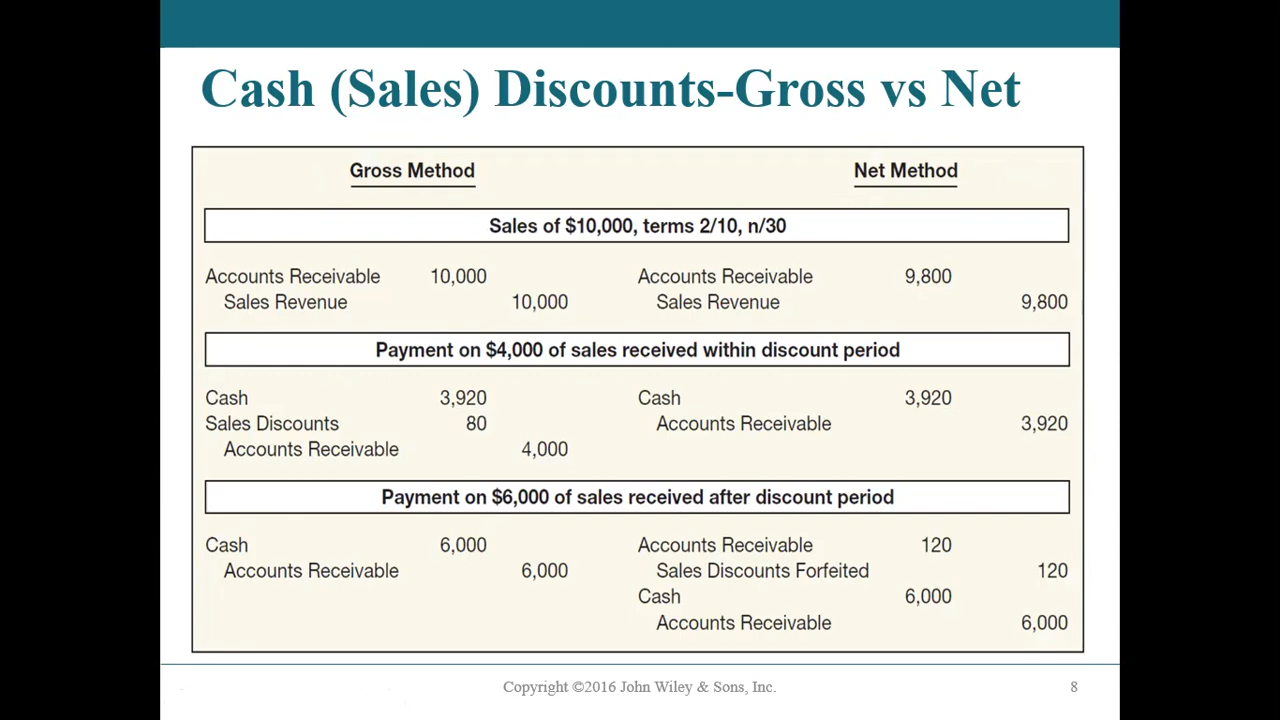 Cash (Sales) Discounts-Gross vs Net
Gross Method Net Method
Sales of $10,000, terms 2/10, n/30
Accounts Receivable 10,000 Accounts Receivable 9,800
Sales Revenue 10,000 Sales Revenue 9,800
Payment on $4,000 of sales received within discount period
Cash 3,920 Cash 3,920
Sales Discounts 80 Accounts Receivable 3,920
Accounts Receivable 4,000
Payment on $6,000 of sales received after discount period
Cash 6,000 Accounts Receivable 120
Accounts Receivable 6,000 Sales Discounts Forfeited 120
Cash 6,000
Accounts Receivable 6,000
Copyright ©2016 John Wiley & Sons, Inc. 8